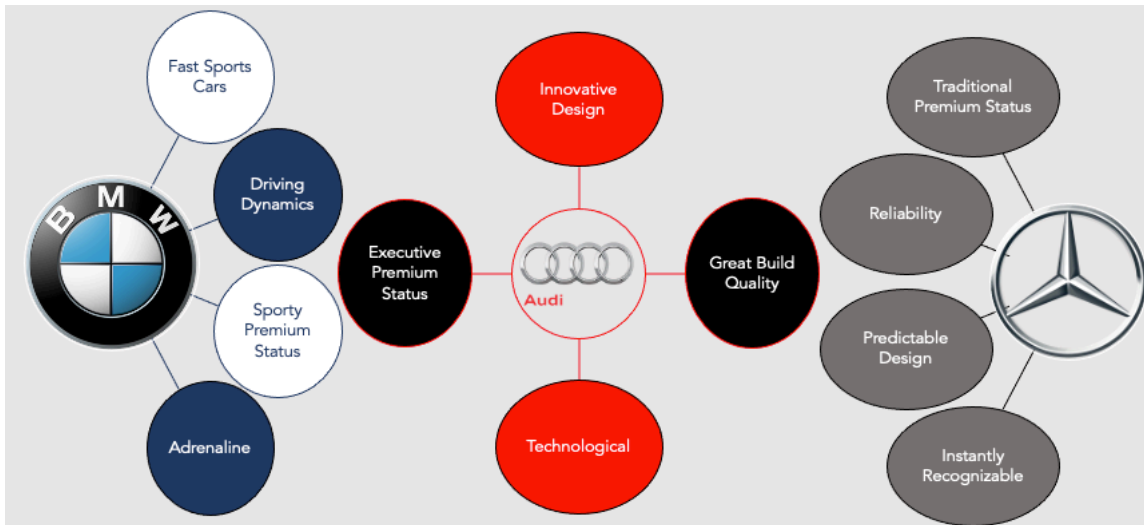 Fast Sports
Cars
Driving
Dynamics
BMW
Sporty
Premium
Status
Adrenaline
Executive
Premium
Status
Innovative
Design
Audi
Technological
Great Build
Quality
Traditional
Premium Status
Reliability
Predictable
Design
Instantly
Recognizable